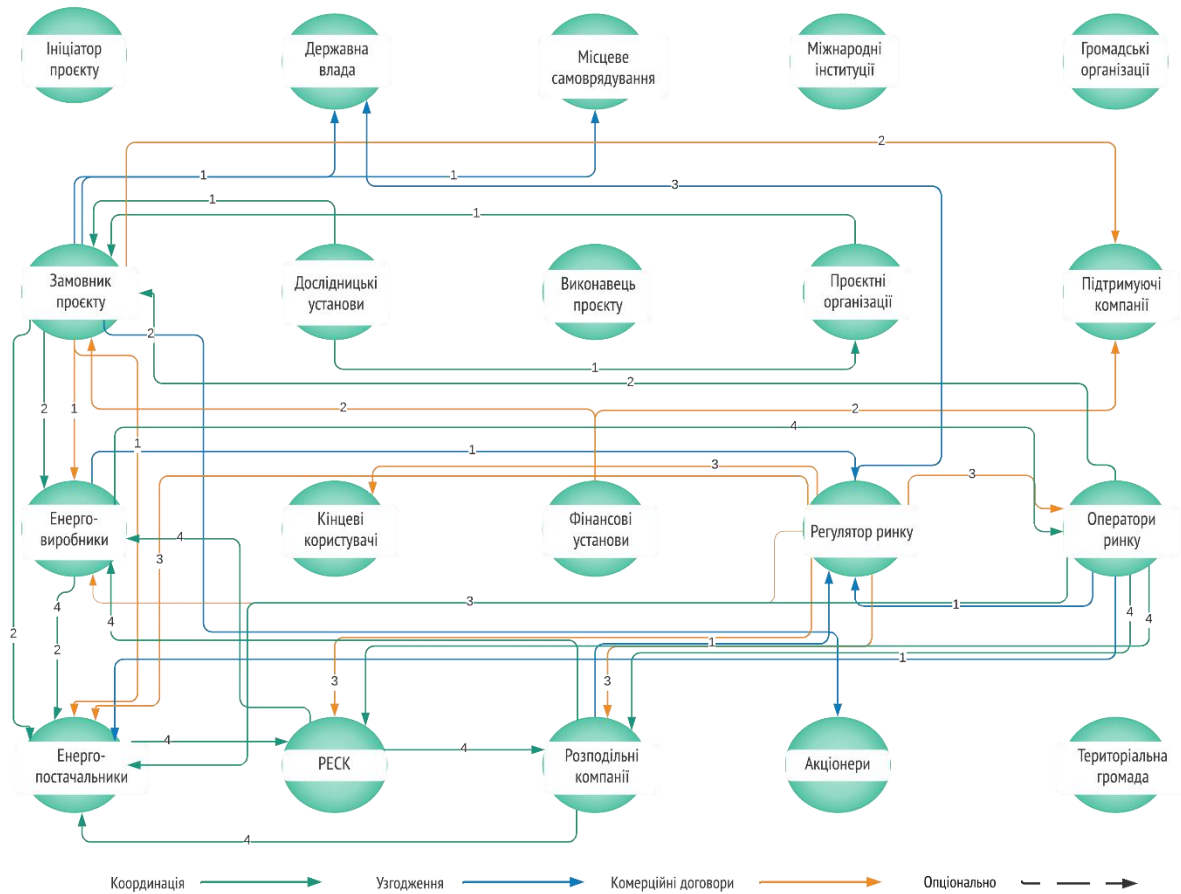 Ініціатор
проєкту
Державна
влада
Місцеве
самоврядування
Міжнародні
інституції
Громадські
організації
2
1
1
3
1
1
Замовник
проєкту
Дослідницькі
установи
Виконавець
проєкту
Проєктні
організації
Підтримуючі
компанії
2
1
2
2
1
2
2
4
1
1
3
3
Енерго-
виробники
Кінцеві
користувачі
Фінансові
установи
Регулятор ринку
Оператори
ринку
4
3
4
3
1
4
4
4
2
2
1
1
3
3
4
4
Енерго-
постачальники
РЕСК
Розподільні
компанії
Акціонери
Територіальна
громада
4
Координація
Узгодження
Комерційні договори
Опціонально